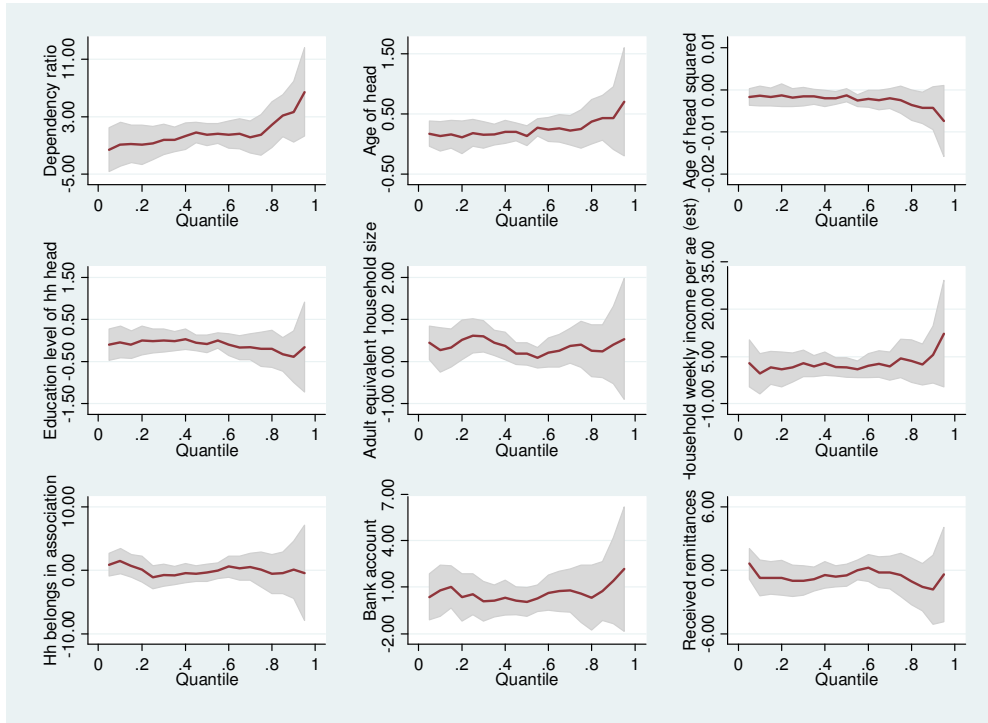 Dependency ratio
-5.00 3.00 11.00
0 .2 .4 .6 .8 1
Quantile
Age of head
-0.50 0.50 1.50
0 .2 .4 .6 .8 1
Quantile
Age of head squared
-0.02 -0.01 0.00 0.01
0 .2 .4 .6 .8 1
Quantile
Education level of hh head
-1.50 -0.50 0.50 1.50
0 .2 .4 .6 .8 1
Quantile
Adult equivalent household size
-1.00 0.00 1.00 2.00
0 .2 .4 .6 .8 1
Quantile
Household weekly income per ae (est)
-10.00 5.00 20.00 35.00
0 .2 .4 .6 .8 1
Quantile
Hh belongs in association
-10.00 0.00 10.00
0 .2 .4 .6 .8 1
Quantile
Bank account
-2.00 1.00 4.00 7.00
0 .2 .4 .6 .8 1
Quantile
Received remittances
-6.00 0.00 6.00
0 .2 .4 .6 .8 1
Quantile